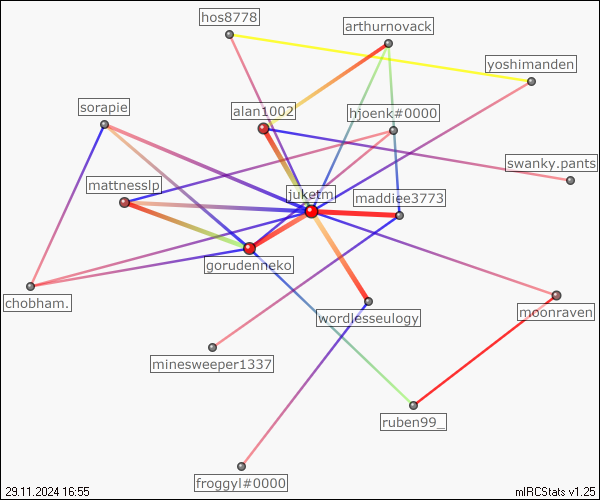 hos8778
arthurnovack
yoshimanden
sorapie
alan1002
hjoenk#0000
swanky.pants
mattnesslp
juketm
maddiee3773
gorudenneko
chobham.
wordlesseulogy
moonraven
minesweeper1337
ruben99_
froggyl#0000
29.11.2024 16:55
mIRCStats v1.25